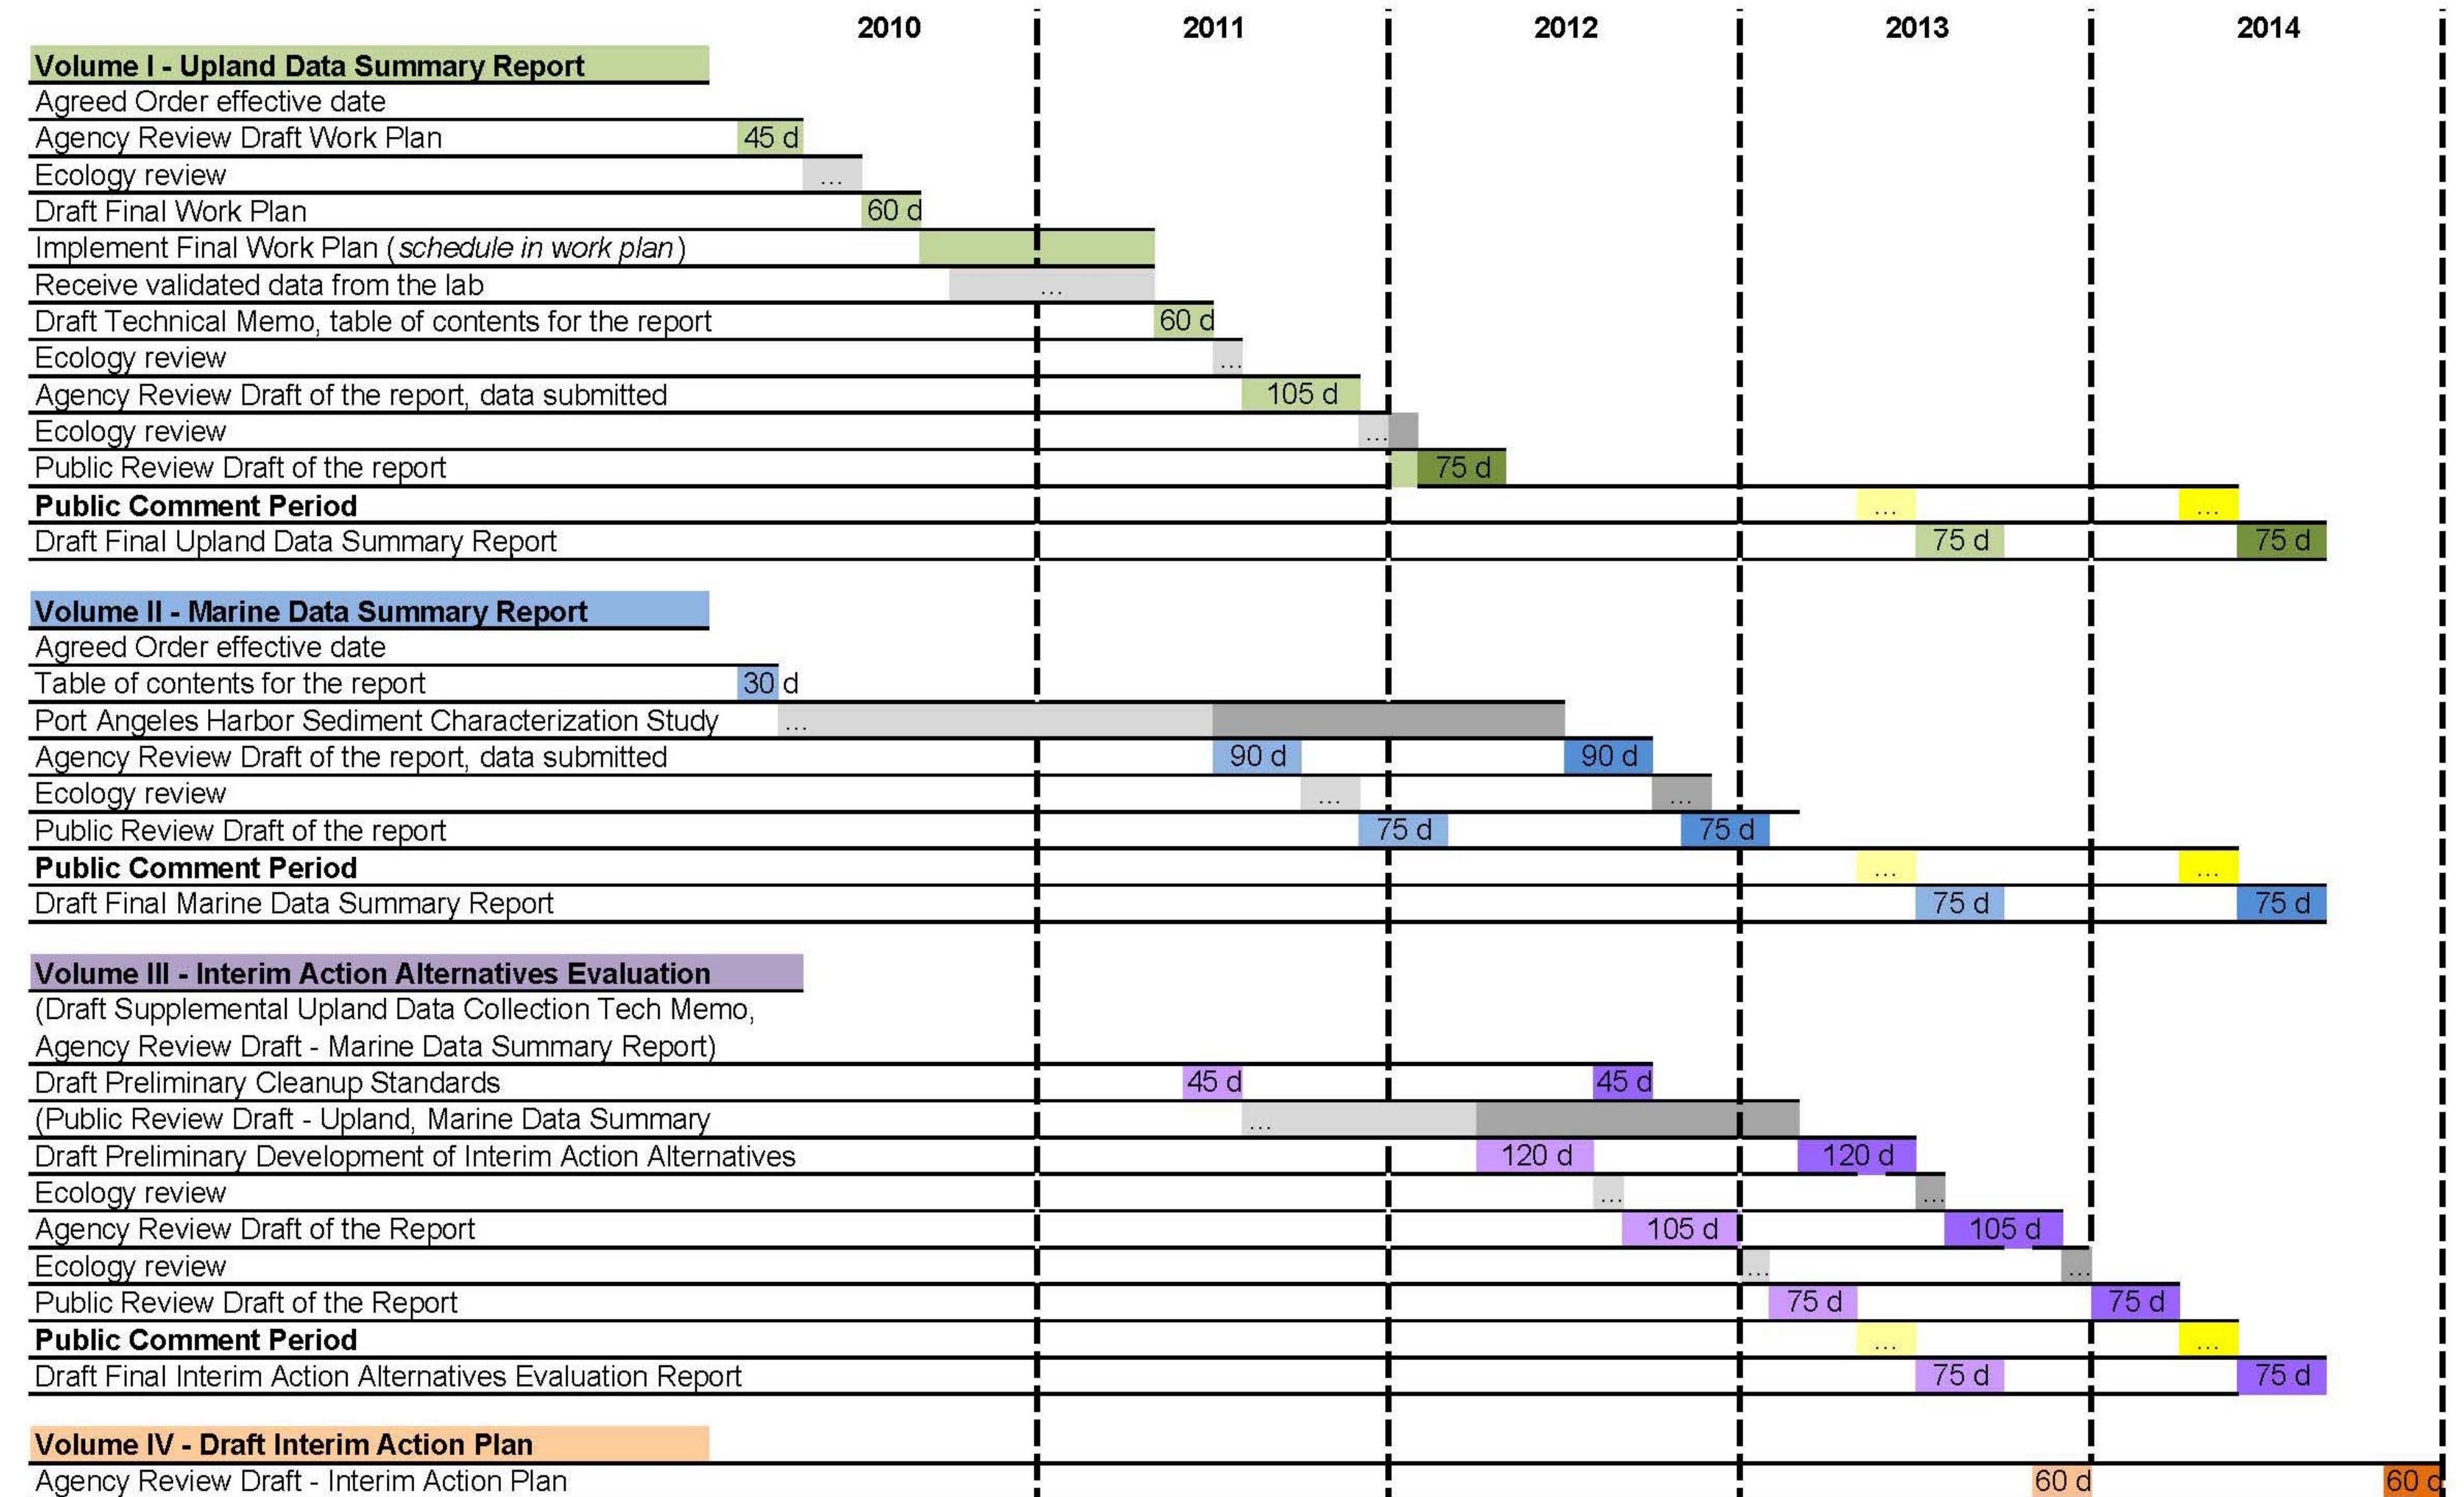 2010 2011 2012 2013 2014
Volume I - Upland Data Summary Report
Agreed Order effective date
Agency Review Draft Work Plan 45 d
Ecology review ...
Draft Final Work Plan 60 d
Implement Final Work Plan (schedule in work plan)
Receive validated data from the lab ...
Draft Technical Memo, table of contents for the report 60 d
Ecology review ...
Agency Review Draft of the report, data submitted 105 d
Ecology review ...
Public Review Draft of the report 75 d
Public Comment Period ... ...
Draft Final Upland Data Summary Report 75 d 75 d
Volume II - Marine Data Summary Report
Agreed Order effective date
Table of contents for the report 30 d
Port Angeles Harbor Sediment Characterization Study ...
Agency Review Draft of the report, data submitted 90 d 90 d
Ecology review ... ...
Public Review Draft of the report 75 d 75 d
Public Comment Period ... ...
Draft Final Marine Data Summary Report 75 d 75 d
Volume III - Interim Action Alternatives Evaluation
(Draft Supplemental Upland Data Collection Tech Memo,
Agency Review Draft - Marine Data Summary Report)
Draft Preliminary Cleanup Standards 45 d 45 d
(Public Review Draft - Upland, Marine Data Summary ...
Draft Preliminary Development of Interim Action Alternatives 120 d 120 d
Ecology review ... ...
Agency Review Draft of the Report 105 d 105 d
Ecology review ... ...
Public Review Draft of the Report 75 d 75 d
Public Comment Period ... ...
Draft Final Interim Action Alternatives Evaluation Report 75 d 75 d
Volume IV - Draft Interim Action Plan
Agency Review Draft - Interim Action Plan 60 d 60 d